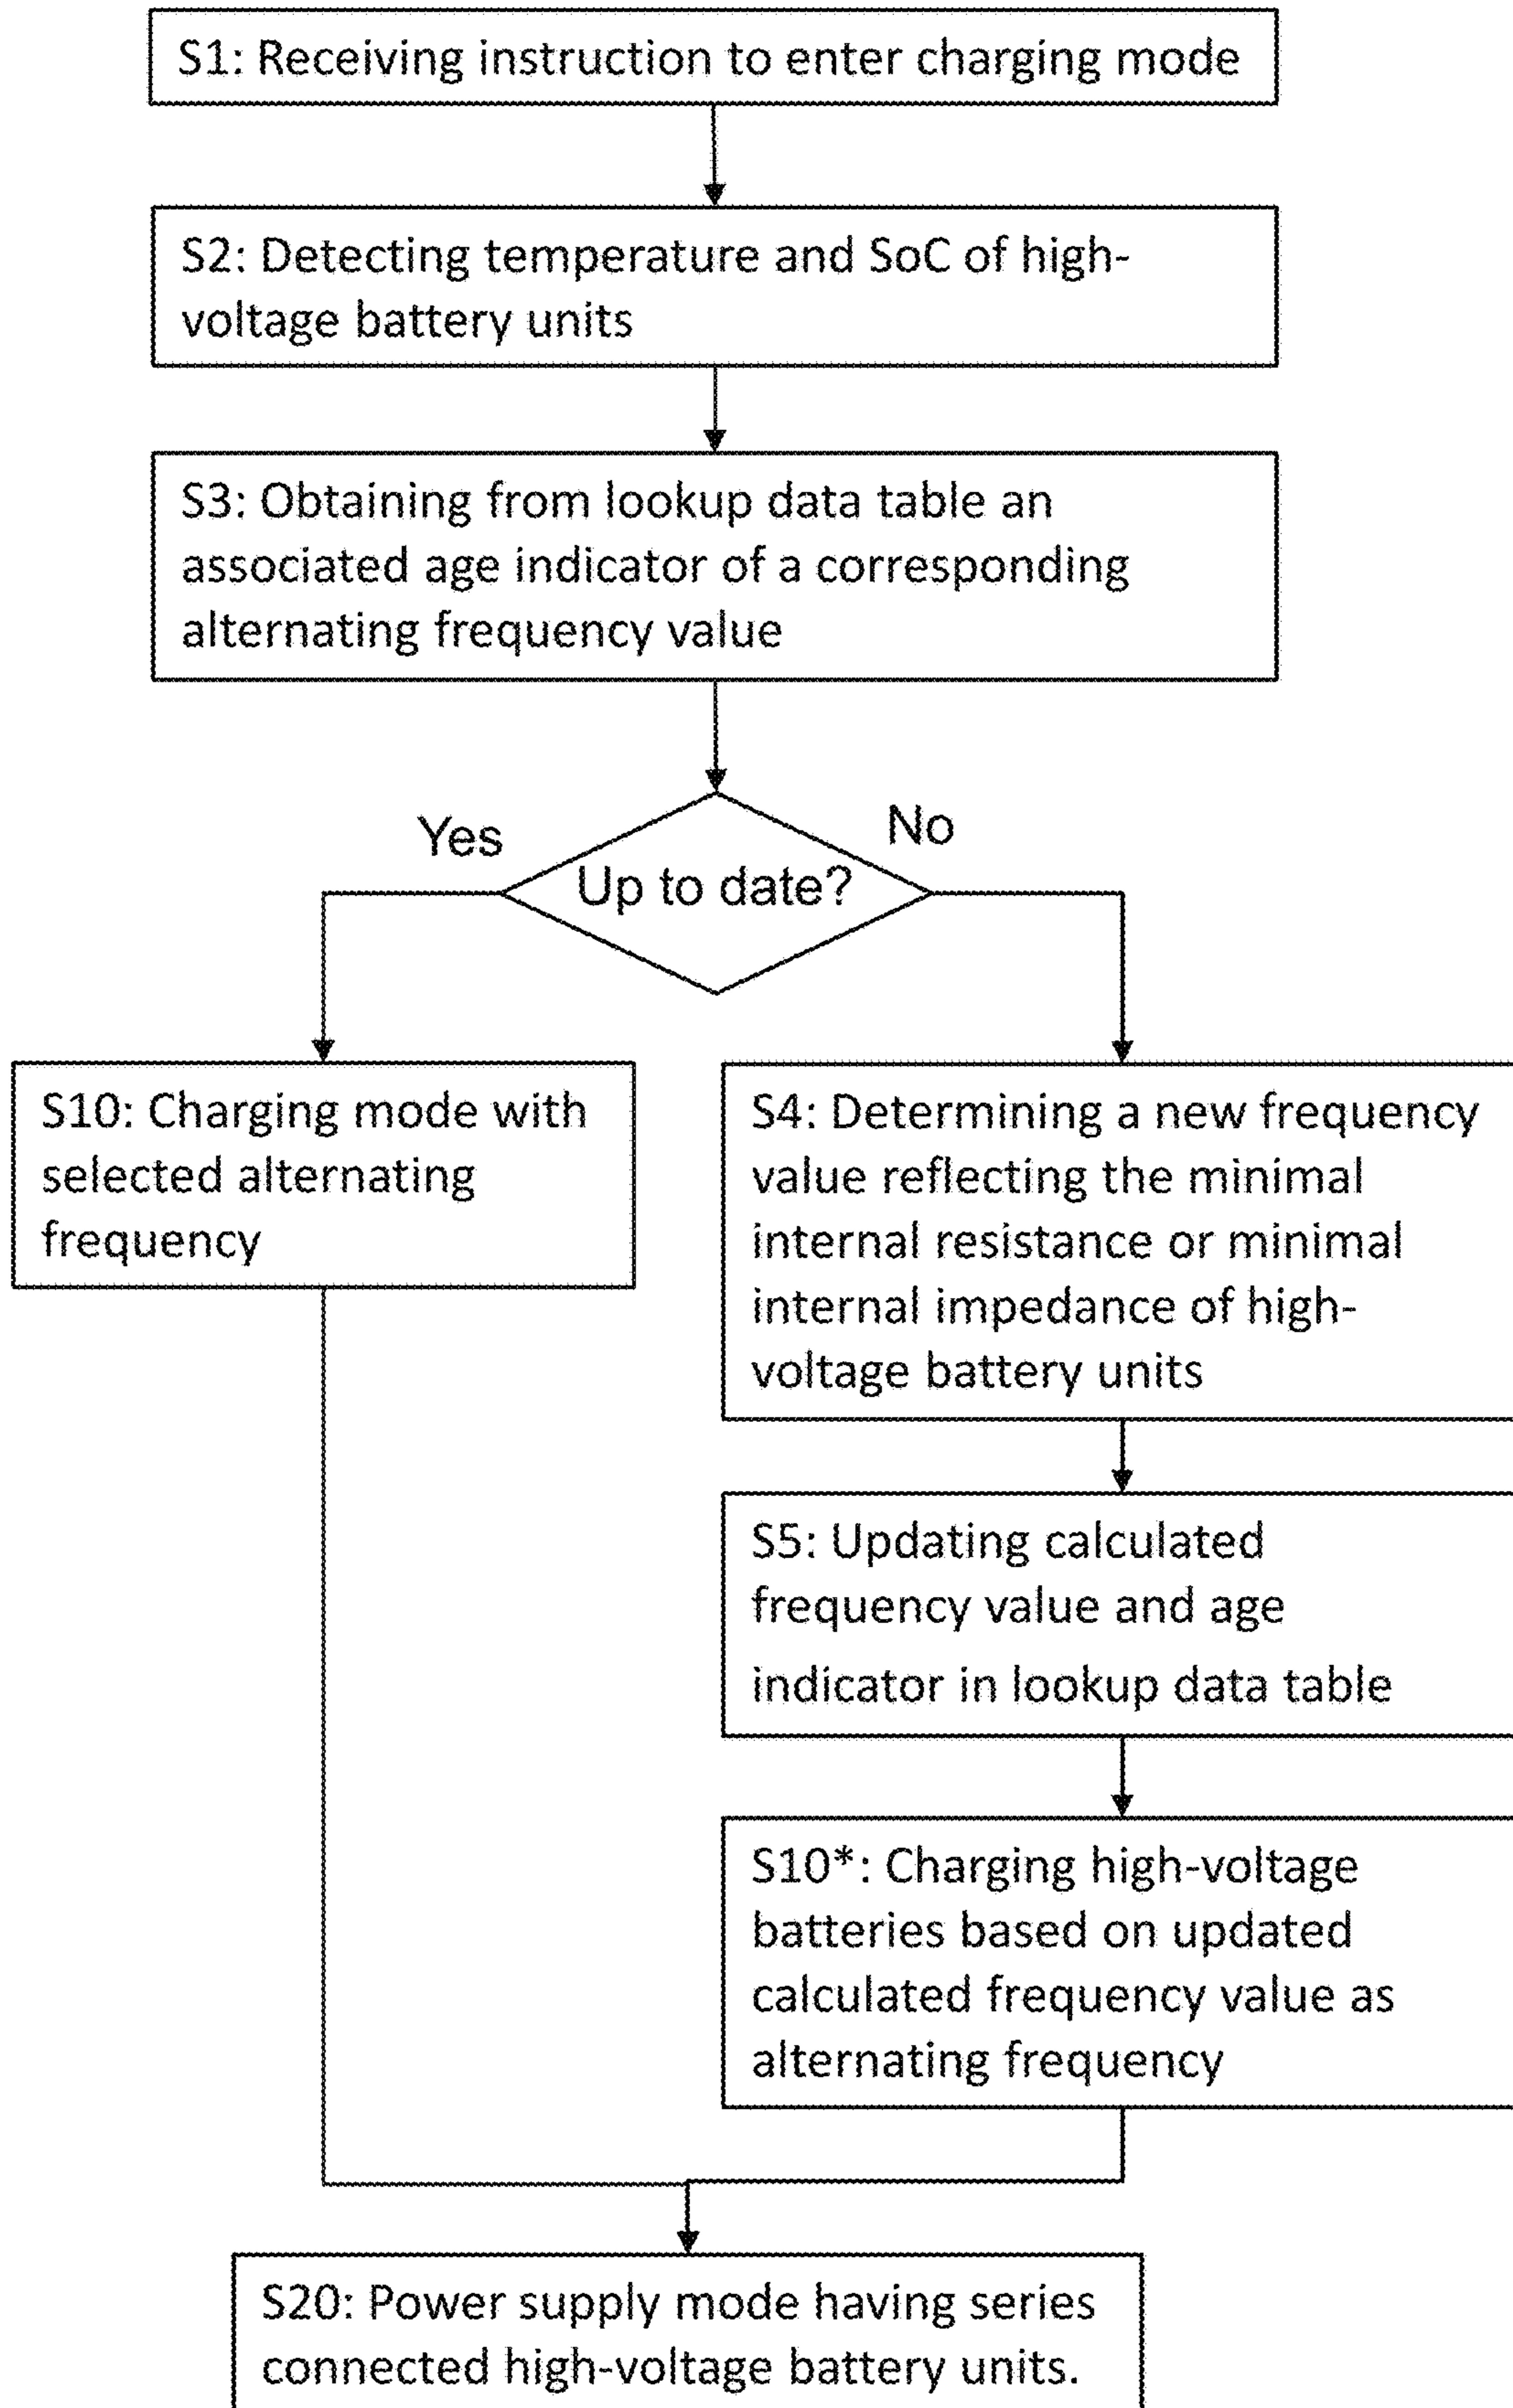 S1: Receiving instruction to enter charging mode
S2: Detecting temperature and SoC of high-
voltage battery units
S3: Obtaining from lookup data table an
associated age indicator of a corresponding
alternating frequency value
Yes
No
Up to date?
S10: Charging mode with
selected alternating
frequency
S4: Determining a new frequency
value reflecting the minimal
internal resistance or minimal
internal impedance of high-
voltage battery units
S5: Updating calculated
frequency value and age
indicator in lookup data table
S10*: Charging high-voltage
batteries based on updated
calculated frequency value as
alternating frequency
S20: Power supply mode having series
connected high-voltage battery units.